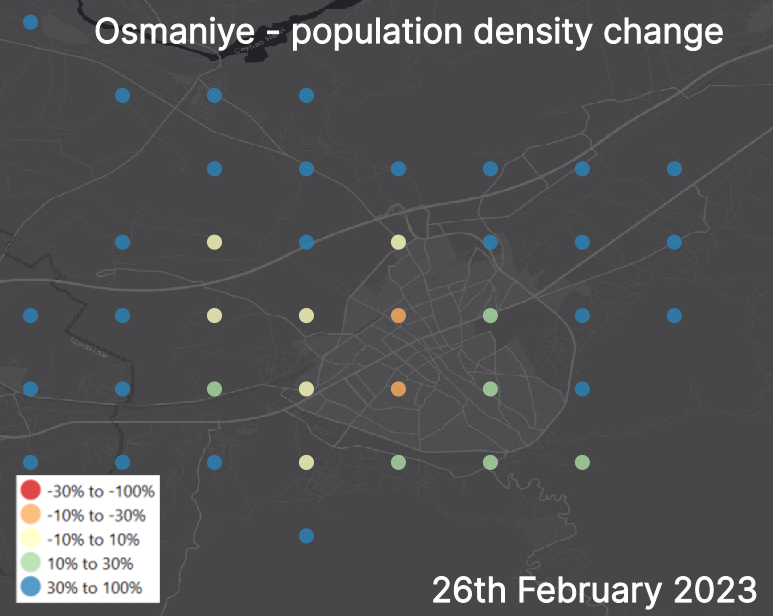 Osmaniye - population density change
-30% to -100%
-10% to -30%
-10% to 10%
10% to 30%
30% to 100%
26th February 2023